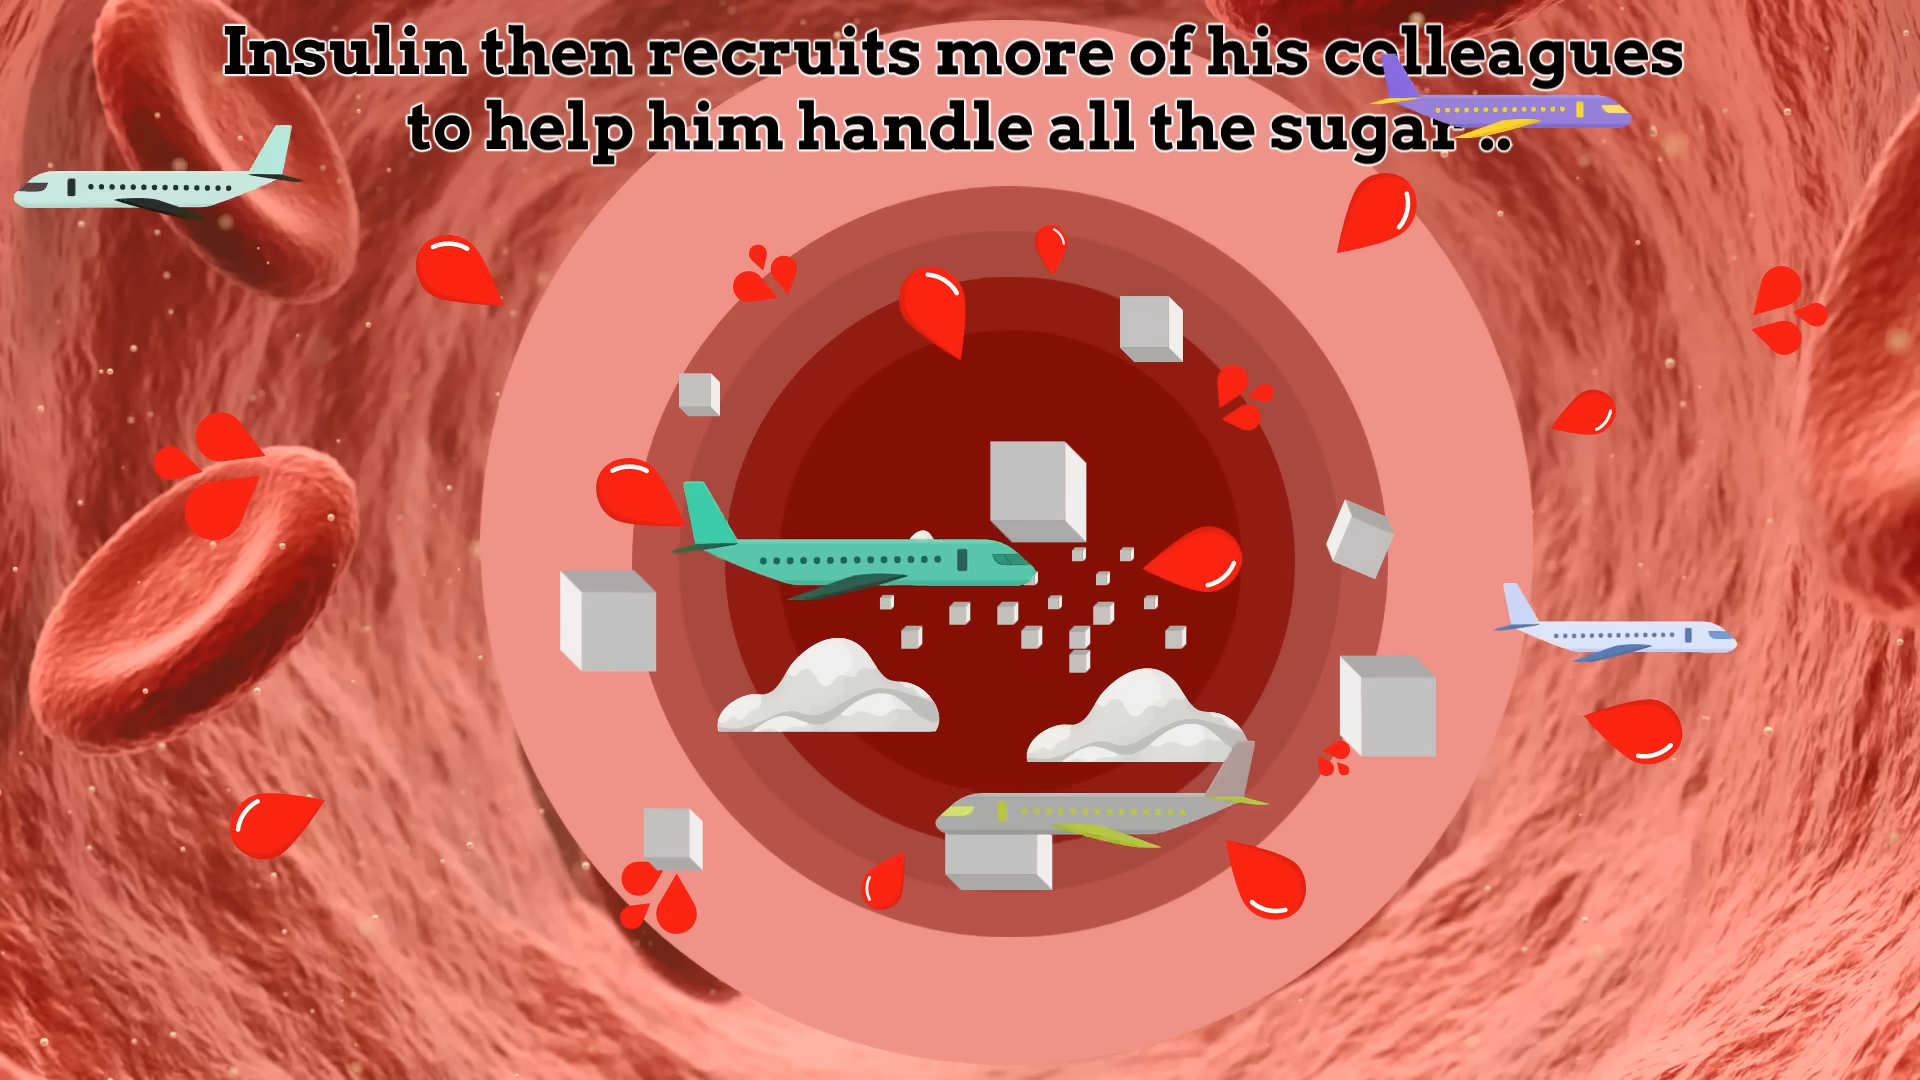 Insulin then recruits more of his colleagues
to help him handle all the sugar ..